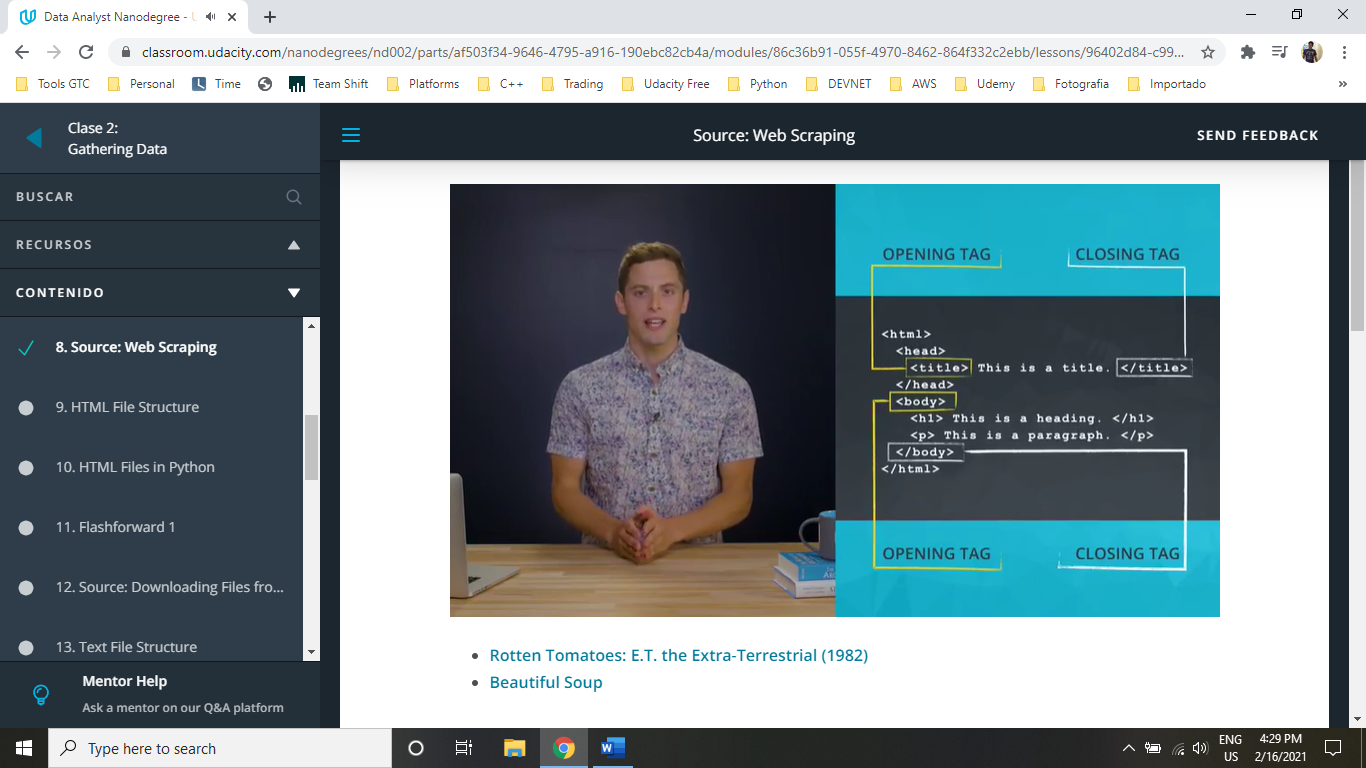 Data Analyst Nanodegree - U
classroom.udacity.com/nanodegrees/nd002/parts/af503f34-9646-4795-a916-190ebc82cb4a/modules/86c36b91-055f-4970-8462-864f332c2ebb/lessons/96402d84-c99...
Tools GTC Personal Time Team Shift Platforms C++ Trading Udacity Free Python DEVNET AWS Udemy Fotografia Importado »
Clase 2:
Gathering Data
BUSCAR
RECURSOS
CONTENIDO
8. Source: Web Scraping
9. HTML File Structure
10. HTML Files in Python
11. Flashforward 1
12. Source: Downloading Files fro...
13. Text File Structure
Mentor Help
Ask a mentor on our Q&A platform
Source: Web Scraping
SEND FEEDBACK
OPENING TAG CLOSING TAG
<html>
<head>
<title> This is a title. </title>
</head>
<body>
<h1> This is a heading. </h1>
<p> This is a paragraph. </p>
</body>
</html>
OPENING TAG CLOSING TAG
Rotten Tomatoes: E.T. the Extra-Terrestrial (1982)
Beautiful Soup
Type here to search
ENG
US
4:29 PM
2/16/2021